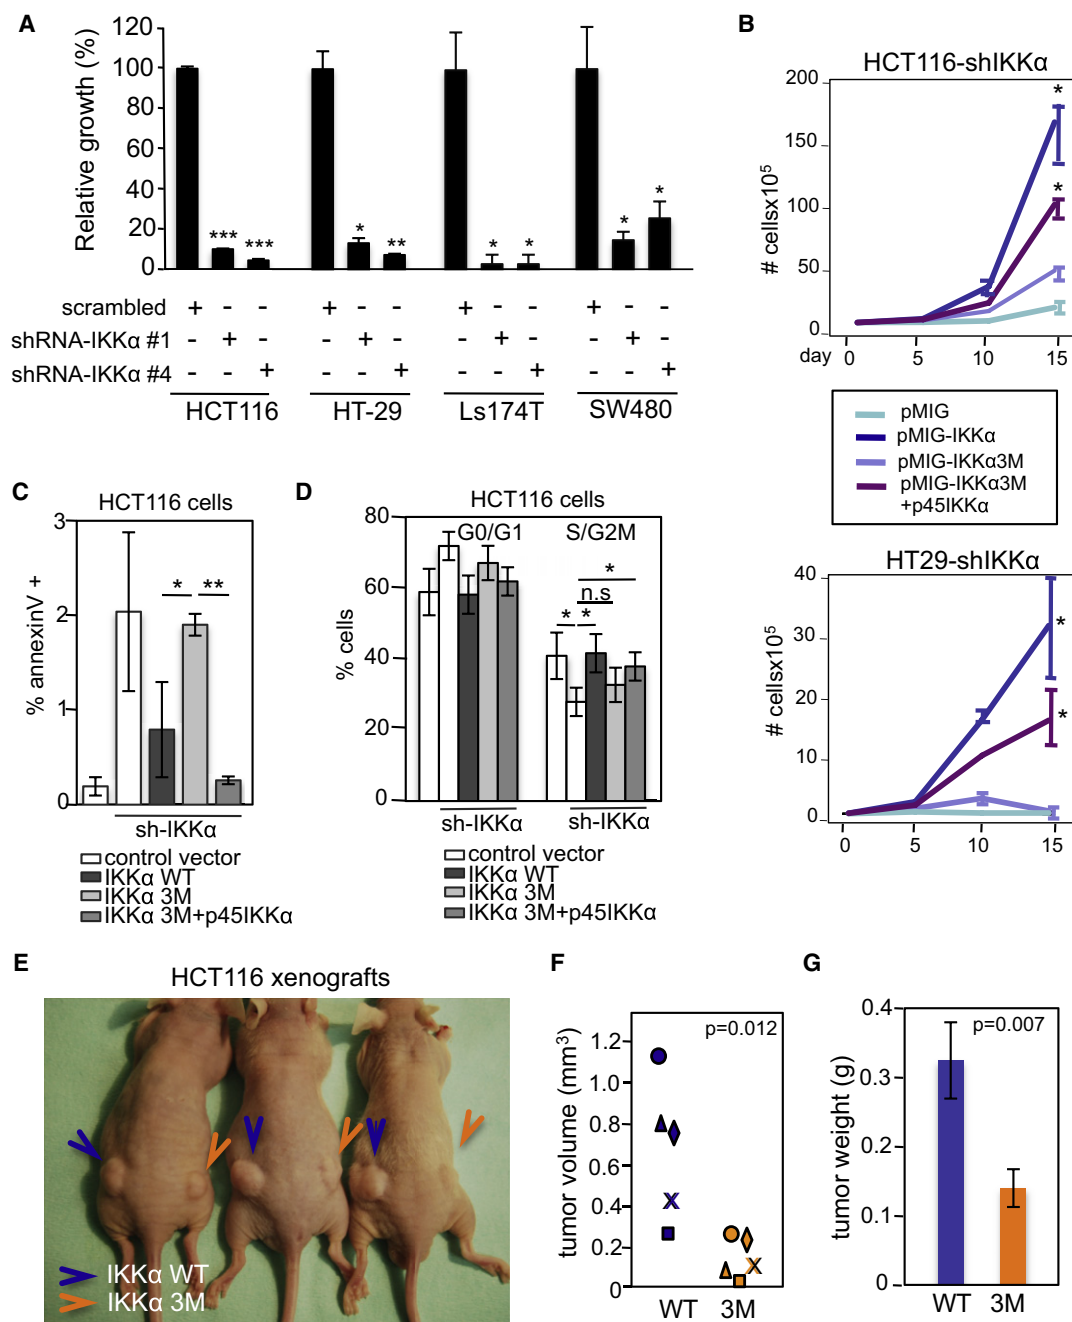 A
Relative growth (%)
120
100
80
60
40
20
0
*** *** * ** * * * *
scrambled + - - + - - + - - + - -
shRNA-IKKα #1 - + - - + - - + - - + -
shRNA-IKKα #4 - - + - - + - - + - - +
HCT116 HT-29 Ls174T SW480
B
HCT116-shIKKα
# cellsx10⁵
200
150
100
50
0
*
*
day 0 5 10 15
pMIG
pMIG-IKKα
pMIG-IKKα3M
pMIG-IKKα3M
+p45IKKα
HT29-shIKKα
# cellsx10⁵
40
30
20
10
0
*
*
0 5 10 15
C
HCT116 cells
% annexinV +
3
2
1
0
* **
sh-IKKα
control vector
IKKα WT
IKKα 3M
IKKα 3M+p45IKKα
D
HCT116 cells
% cells
80
60
40
20
0
G0/G1 S/G2M
*
n.s
* *
sh-IKKα sh-IKKα
control vector
IKKα WT
IKKα 3M
IKKα 3M+p45IKKα
E
HCT116 xenografts
IKKα WT
IKKα 3M
F
tumor volume (mm³)
1.2
1.0
0.8
0.6
0.4
0.2
0
p=0.012
WT 3M
G
tumor weight (g)
0.4
0.3
0.2
0.1
0
p=0.007
WT 3M